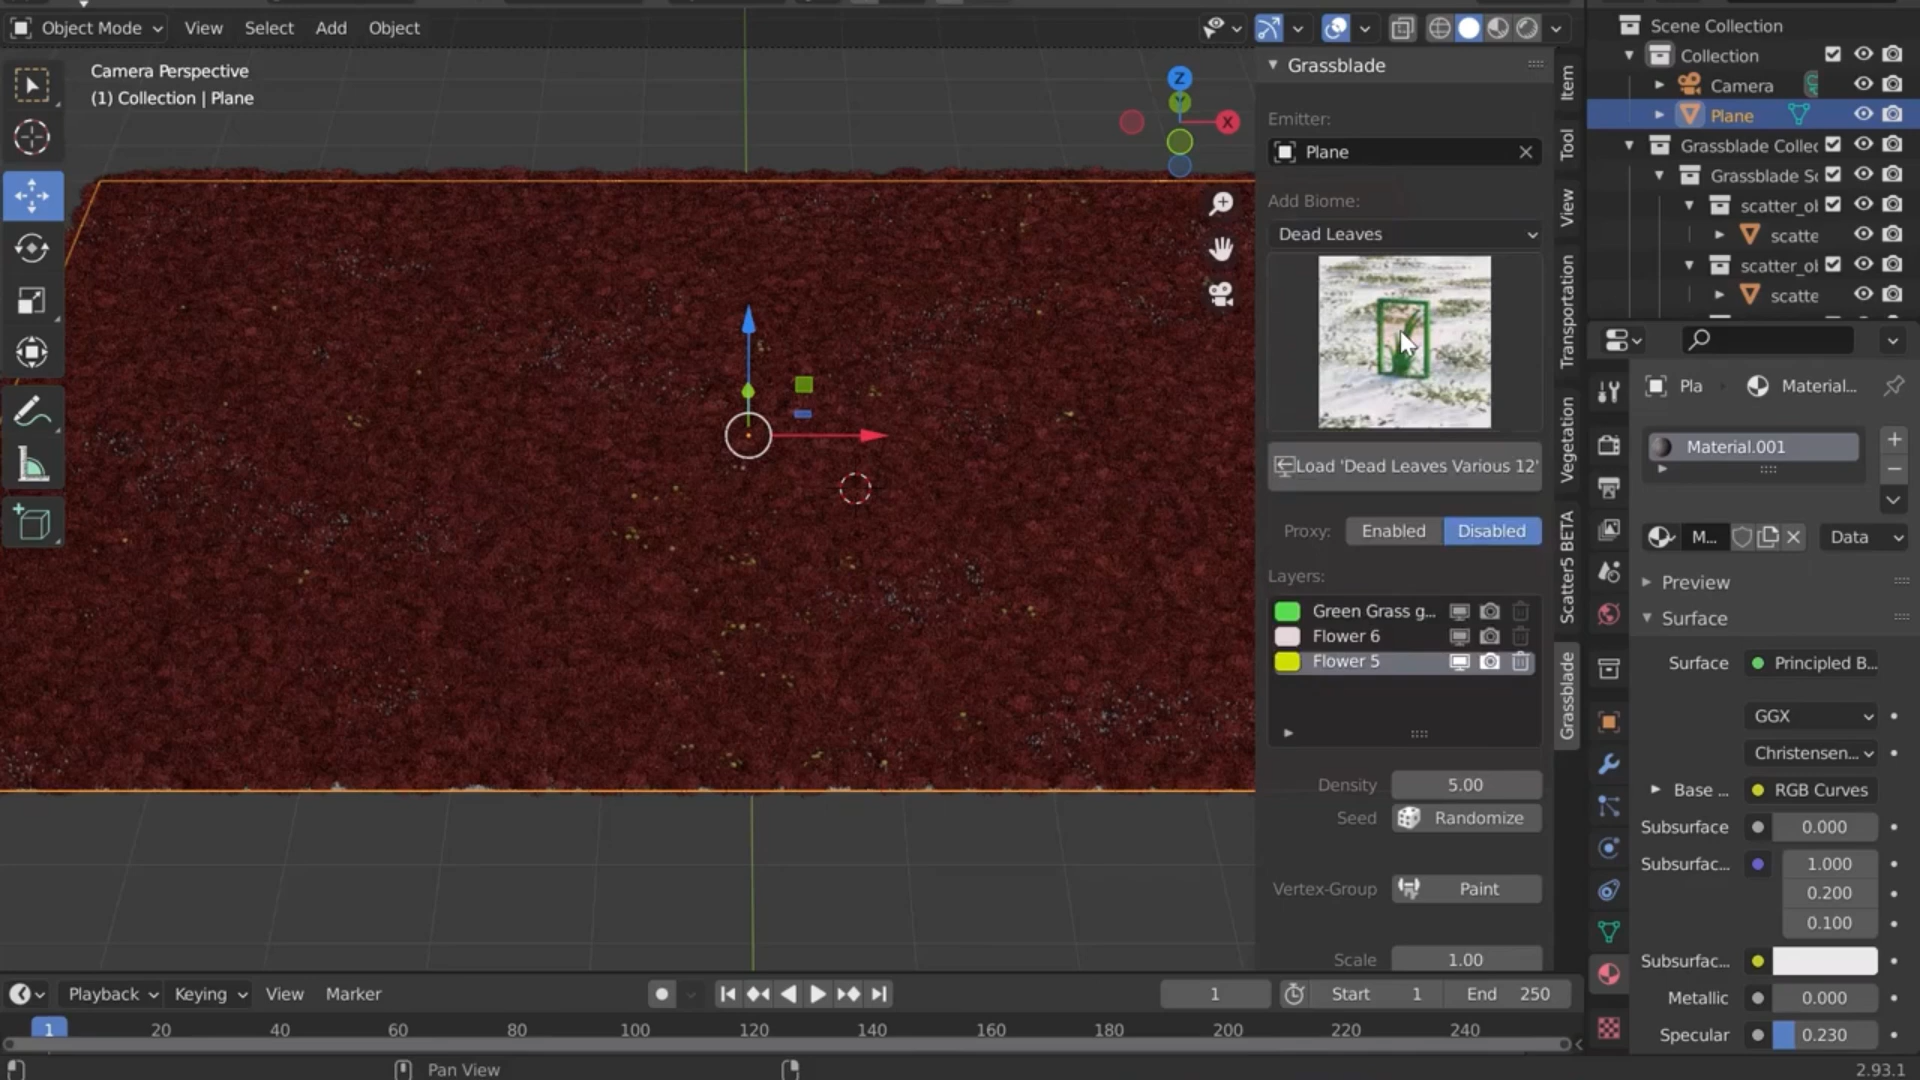 Object Mode View Select Add Object
Camera Perspective
(1) Collection | Plane
Z
Y
X
Grassblade
Emitter:
Plane
Add Biome:
Dead Leaves
Load 'Dead Leaves Various 12'
Proxy: Enabled Disabled
Layers:
Green Grass g...
Flower 6
Flower 5
Density 5.00
Seed Randomize
Vertex-Group Paint
Scale 1.00
Item
Tool
View
Transportation
Vegetation
Scatter5 BETA
Grassblade
Scene Collection
Collection
Camera
Plane
Grassblade Collec
Grassblade Sc
scatter_ol
scatte
scatter_ol
scatte
Pla Material...
Material.001
M... Data
Preview
Surface
Surface Principled B...
GGX
Christensen...
Base ... RGB Curves
Subsurface 0.000
Subsurfac... 1.000
0.200
0.100
Subsurfac...
Metallic 0.000
Specular 0.230
Playback Keying View Marker
1 Start 1 End 250
1 20 40 60 80 100 120 140 160 180 200 220 240
Pan View
2.93.1